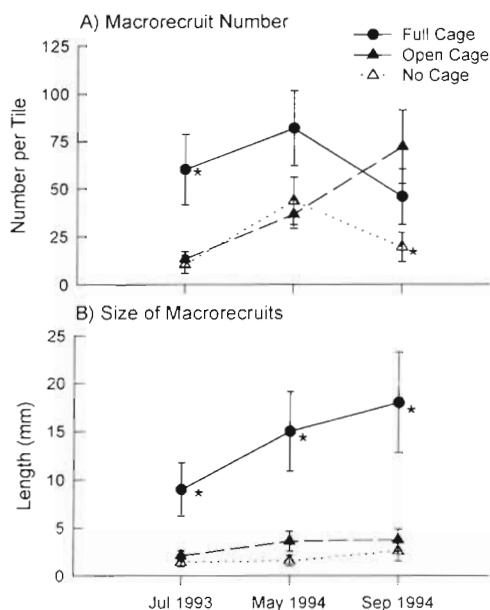 A) Macrorecruit Number
Full Cage
Open Cage
No Cage
125
100
75
50
25
0
Number per Tile
*
*
B) Size of Macrorecruits
25
20
15
10
5
0
Length (mm)
*
*
*
Jul 1993 May 1994 Sep 1994